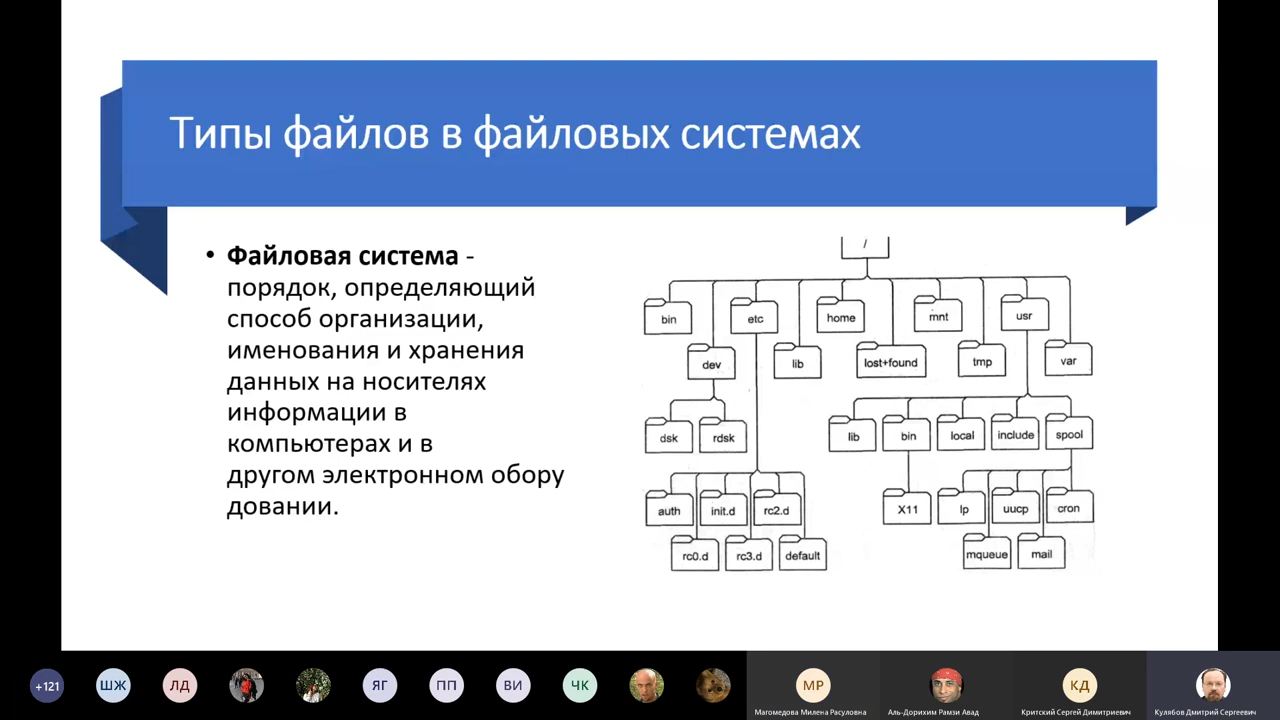 Типы файлов в файловых системах
• Файловая система -
порядок, определяющий
способ организации,
именования и хранения
данных на носителях
информации в
компьютерах и в
другом электронном обору
довании.
/
bin
etc
home
mnt
usr
dev
lib
lost+found
tmp
var
dsk
rdsk
lib
bin
local
include
spool
auth
init.d
rc2.d
X11
lp
uucp
cron
rc0.d
rc3.d
default
mqueue
mail
+121
ШЖ
ЛД
ЯГ
ПП
ВИ
ЧК
МР
КД
Магомедова Милена Расуловна
Аль-Дорихим Рамзи Авад
Критский Сергей Димитриевич
Кулябов Дмитрий Сергеевич